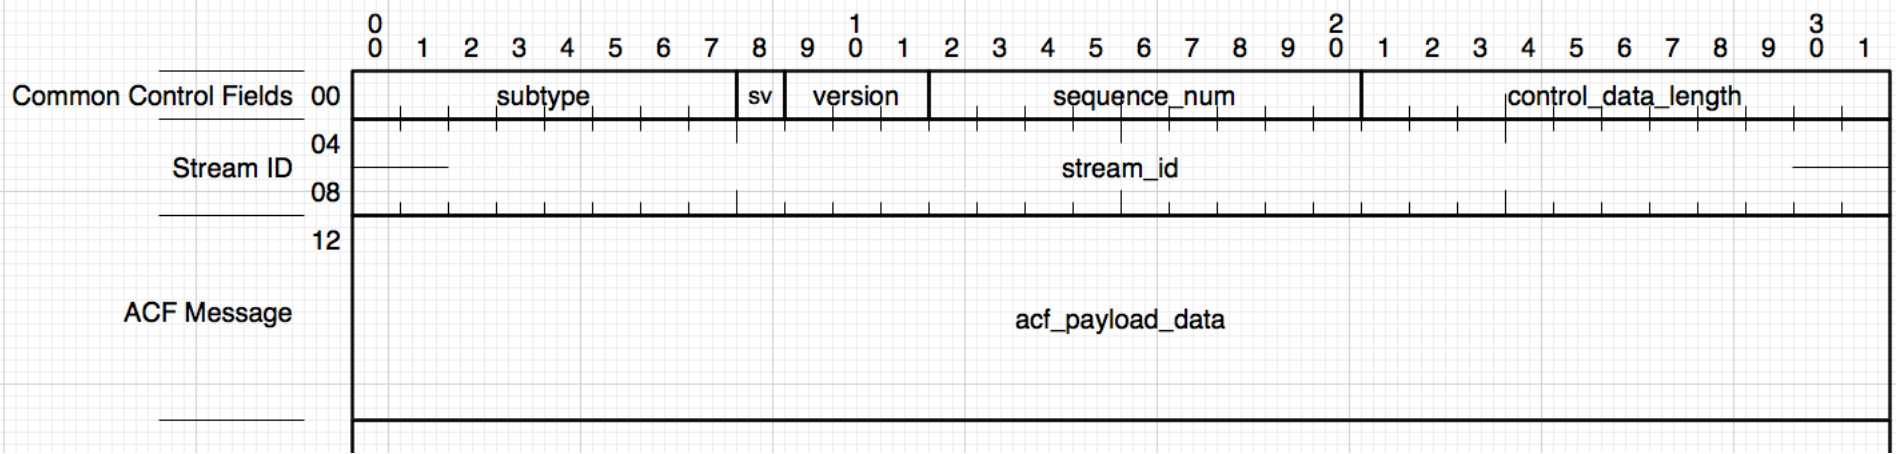 0 1 2 3
0 1 2 3 4 5 6 7 8 9 0 1 2 3 4 5 6 7 8 9 0 1 2 3 4 5 6 7 8 9 0 1
Common Control Fields 00 subtype sv version sequence_num control_data_length
04
Stream ID stream_id
08
12
ACF Message acf_payload_data